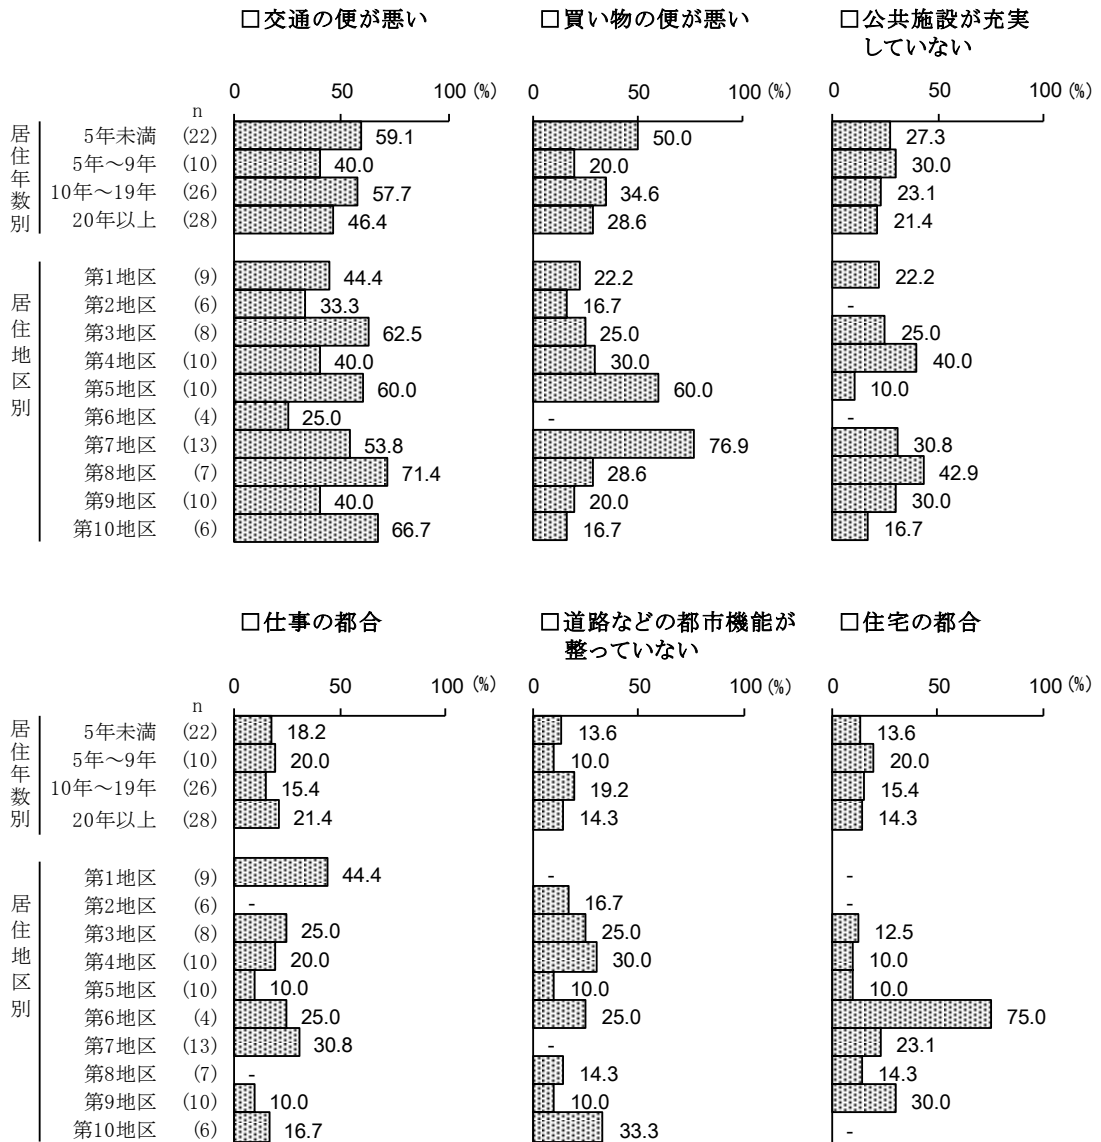 □交通の便が悪い
□買い物の便が悪い
□公共施設が充実
していない
0 50 100 (%)
0 50 100 (%)
0 50 100 (%)
n
居住年数別
5年未満 (22) 59.1 50.0 27.3
5年～9年 (10) 40.0 20.0 30.0
10年～19年 (26) 57.7 34.6 23.1
20年以上 (28) 46.4 28.6 21.4
居住地区別
第1地区 (9) 44.4 22.2 22.2
第2地区 (6) 33.3 16.7 -
第3地区 (8) 62.5 25.0 25.0
第4地区 (10) 40.0 30.0 40.0
第5地区 (10) 60.0 60.0 10.0
第6地区 (4) 25.0 - -
第7地区 (13) 53.8 76.9 30.8
第8地区 (7) 71.4 28.6 42.9
第9地区 (10) 40.0 20.0 30.0
第10地区 (6) 66.7 16.7 16.7
□仕事の都合
□道路などの都市機能が
整っていない
□住宅の都合
0 50 100 (%)
0 50 100 (%)
0 50 100 (%)
n
居住年数別
5年未満 (22) 18.2 13.6 13.6
5年～9年 (10) 20.0 10.0 20.0
10年～19年 (26) 15.4 19.2 15.4
20年以上 (28) 21.4 14.3 14.3
居住地区別
第1地区 (9) 44.4 - -
第2地区 (6) - 16.7 -
第3地区 (8) 25.0 25.0 12.5
第4地区 (10) 20.0 30.0 10.0
第5地区 (10) 10.0 10.0 10.0
第6地区 (4) 25.0 25.0 75.0
第7地区 (13) 30.8 - 23.1
第8地区 (7) - 14.3 14.3
第9地区 (10) 10.0 10.0 30.0
第10地区 (6) 16.7 33.3 -